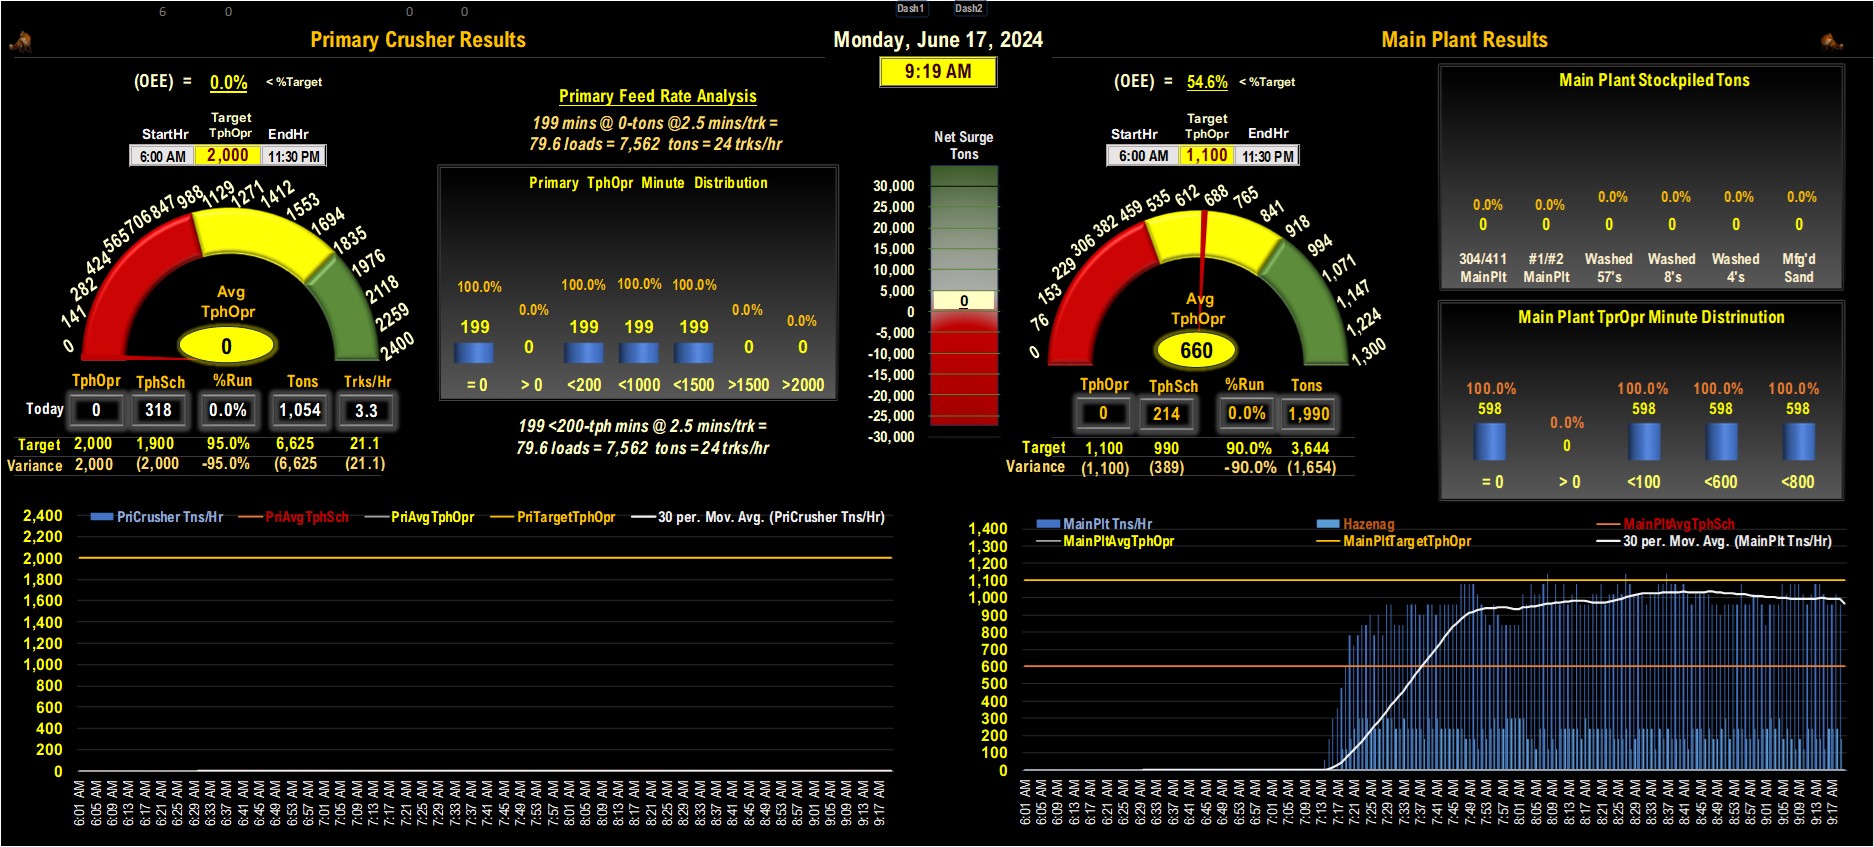 6 0 0 0 Dash1 Dash2
Primary Crusher Results
Monday, June 17, 2024
Main Plant Results
9:19 AM
(OEE) = 0.0% < %Target
Target
StartHr TphOpr EndHr
6:00 AM 2,000 11:30 PM
0 141 282 424 565 706 847 988 1129 1271 1412 1553 1694 1835 1976 2118 2259 2400
Avg
TphOpr
0
TphOpr TphSch %Run Tons Trks/Hr
Today 0 318 0.0% 1,054 3.3
Target 2,000 1,900 95.0% 6,625 21.1
Variance 2,000 (2,000 -95.0% (6,625 (21.1)
Primary Feed Rate Analysis
199 mins @ 0-tons @2.5 mins/trk =
79.6 loads = 7,562 tons = 24 trks/hr
Primary TphOpr Minute Distribution
100.0% 0.0% 100.0% 100.0% 100.0% 0.0% 0.0%
199 0 199 199 199 0 0
= 0 > 0 <200 <1000 <1500 >1500 >2000
199 <200-tph mins @ 2.5 mins/trk =
79.6 loads = 7,562 tons = 24 trks/hr
Net Surge
Tons
30,000
25,000
20,000
15,000
10,000
5,000
0
0
-5,000
-10,000
-15,000
-20,000
-25,000
-30,000
(OEE) = 54.6% < %Target
Target
StartHr TphOpr EndHr
6:00 AM 1,100 11:30 PM
0 76 153 229 306 382 459 535 612 688 765 841 918 994 1,071 1,147 1,224 1,300
Avg
TphOpr
660
TphOpr TphSch %Run Tons
0 214 0.0% 1,990
Target 1,100 990 90.0% 3,644
Variance (1,100) (389) -90.0% (1,654)
Main Plant Stockpiled Tons
0.0% 0.0% 0.0% 0.0% 0.0% 0.0%
0 0 0 0 0 0
304/411 #1/#2 Washed Washed Washed Mfg'd
MainPlt MainPlt 57's 8's 4's Sand
Main Plant TprOpr Minute Distrinution
100.0% 0.0% 100.0% 100.0% 100.0%
598 0 598 598 598
= 0 > 0 <100 <600 <800
PriCrusher Tns/Hr PriAvgTphSch PriAvgTphOpr PriTargetTphOpr 30 per. Mov. Avg. (PriCrusher Tns/Hr)
2,400
2,200
2,000
1,800
1,600
1,400
1,200
1,000
800
600
400
200
0
6:01 AM 6:05 AM 6:09 AM 6:13 AM 6:17 AM 6:21 AM 6:25 AM 6:29 AM 6:33 AM 6:37 AM 6:41 AM 6:45 AM 6:49 AM 6:53 AM 6:57 AM 7:01 AM 7:05 AM 7:09 AM 7:13 AM 7:17 AM 7:21 AM 7:25 AM 7:29 AM 7:33 AM 7:37 AM 7:41 AM 7:45 AM 7:49 AM 7:53 AM 7:57 AM 8:01 AM 8:05 AM 8:09 AM 8:13 AM 8:17 AM 8:21 AM 8:25 AM 8:29 AM 8:33 AM 8:37 AM 8:41 AM 8:45 AM 8:49 AM 8:53 AM 8:57 AM 9:01 AM 9:05 AM 9:09 AM 9:13 AM 9:17 AM
MainPlt Tns/Hr Hazenag MainPltAvgTphSch
MainPltAvgTphOpr MainPltTargetTphOpr 30 per. Mov. Avg. (MainPlt Tns/Hr)
1,400
1,300
1,200
1,100
1,000
900
800
700
600
500
400
300
200
100
0
6:01 AM 6:05 AM 6:09 AM 6:13 AM 6:17 AM 6:21 AM 6:25 AM 6:29 AM 6:33 AM 6:37 AM 6:41 AM 6:45 AM 6:49 AM 6:53 AM 6:57 AM 7:01 AM 7:05 AM 7:09 AM 7:13 AM 7:17 AM 7:21 AM 7:25 AM 7:29 AM 7:33 AM 7:37 AM 7:41 AM 7:45 AM 7:49 AM 7:53 AM 7:57 AM 8:01 AM 8:05 AM 8:09 AM 8:13 AM 8:17 AM 8:21 AM 8:25 AM 8:29 AM 8:33 AM 8:37 AM 8:41 AM 8:45 AM 8:49 AM 8:53 AM 8:57 AM 9:01 AM 9:05 AM 9:09 AM 9:13 AM 9:17 AM